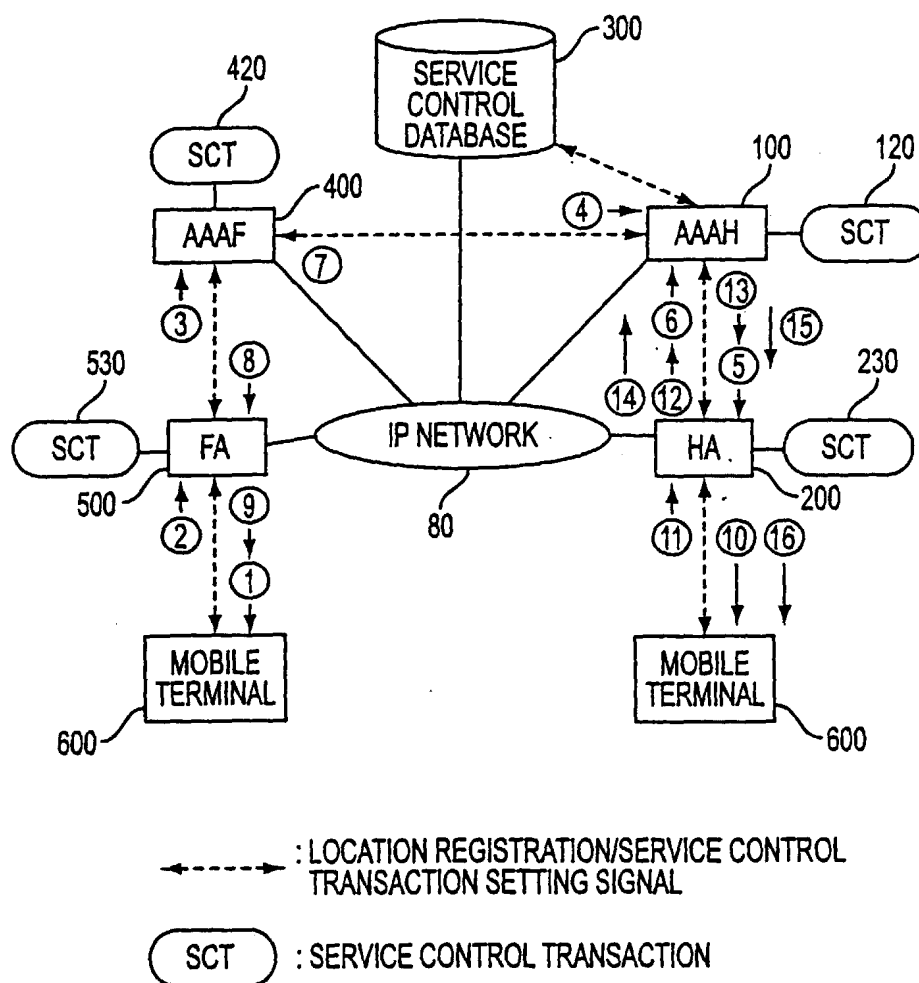 300
420
SERVICE
CONTROL
DATABASE
SCT
400
100
120
AAAF
④
AAAH
SCT
⑦
③
⑥
⑬
⑮
⑧
⑤
530
⑭
⑫
230
SCT
FA
IP NETWORK
HA
SCT
500
②
⑨
80
⑪
⑩
⑯
200
①
MOBILE
TERMINAL
MOBILE
TERMINAL
600
600
: LOCATION REGISTRATION/SERVICE CONTROL
TRANSACTION SETTING SIGNAL
SCT
: SERVICE CONTROL TRANSACTION